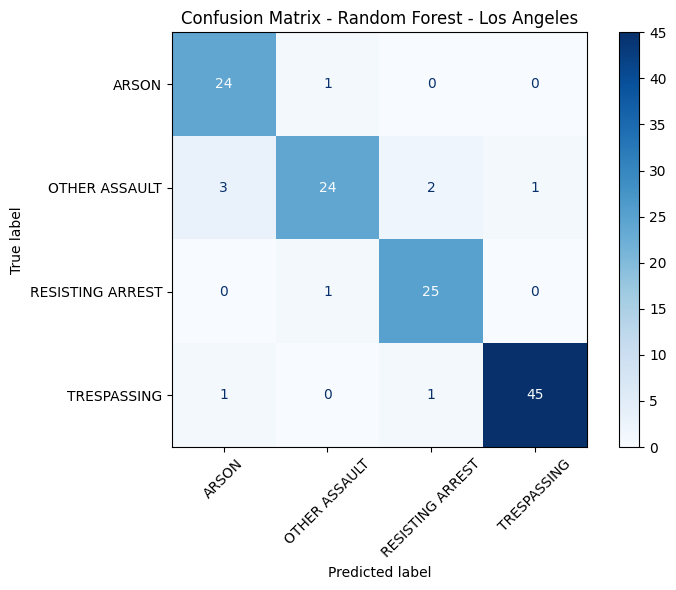 Confusion Matrix - Random Forest - Los Angeles
True label
ARSON 24 1 0 0
OTHER ASSAULT 3 24 2 1
RESISTING ARREST 0 1 25 0
TRESPASSING 1 0 1 45
ARSON OTHER ASSAULT RESISTING ARREST TRESPASSING
Predicted label
45
40
35
30
25
20
15
10
5
0